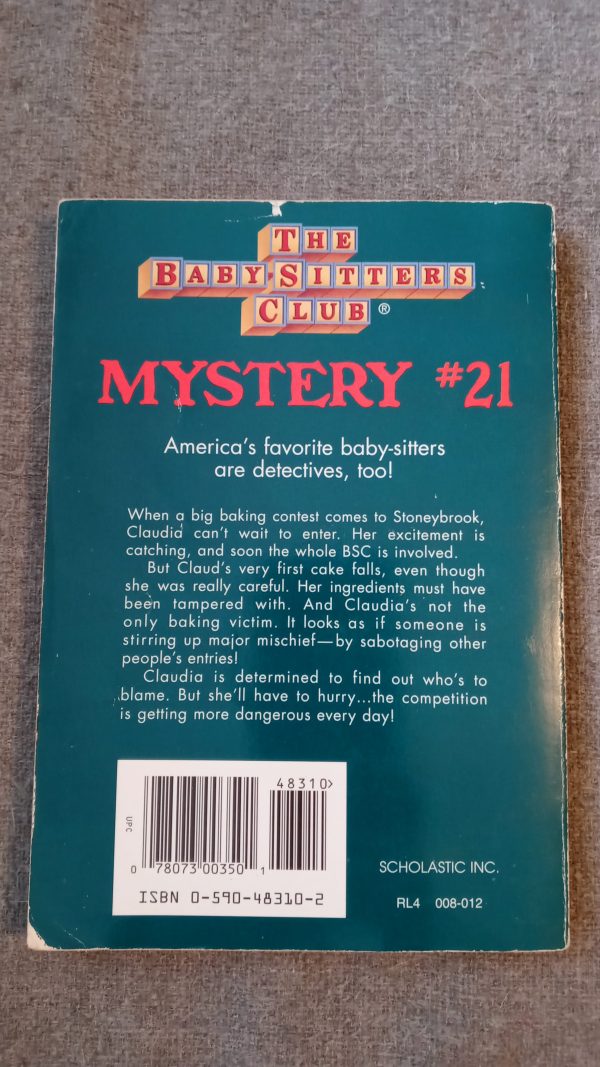 THE
BABY-SITTERS
CLUB®
MYSTERY #21
America's favorite baby-sitters
are detectives, too!
When a big baking contest comes to Stoneybrook,
Claudia can't wait to enter. Her excitement is
catching, and soon the whole BSC is involved.
But Claud's very first cake falls, even though
she was really careful. Her ingredients must have
been tampered with. And Claudia's not the
only baking victim. It looks as if someone is
stirring up major mischief—by sabotaging other
people's entries!
Claudia is determined to find out who's to
blame. But she'll have to hurry...the competition
is getting more dangerous every day!
48310>
UPC
0 78073 00350 1
ISBN 0-590-48310-2
SCHOLASTIC INC.
RL4 008-012